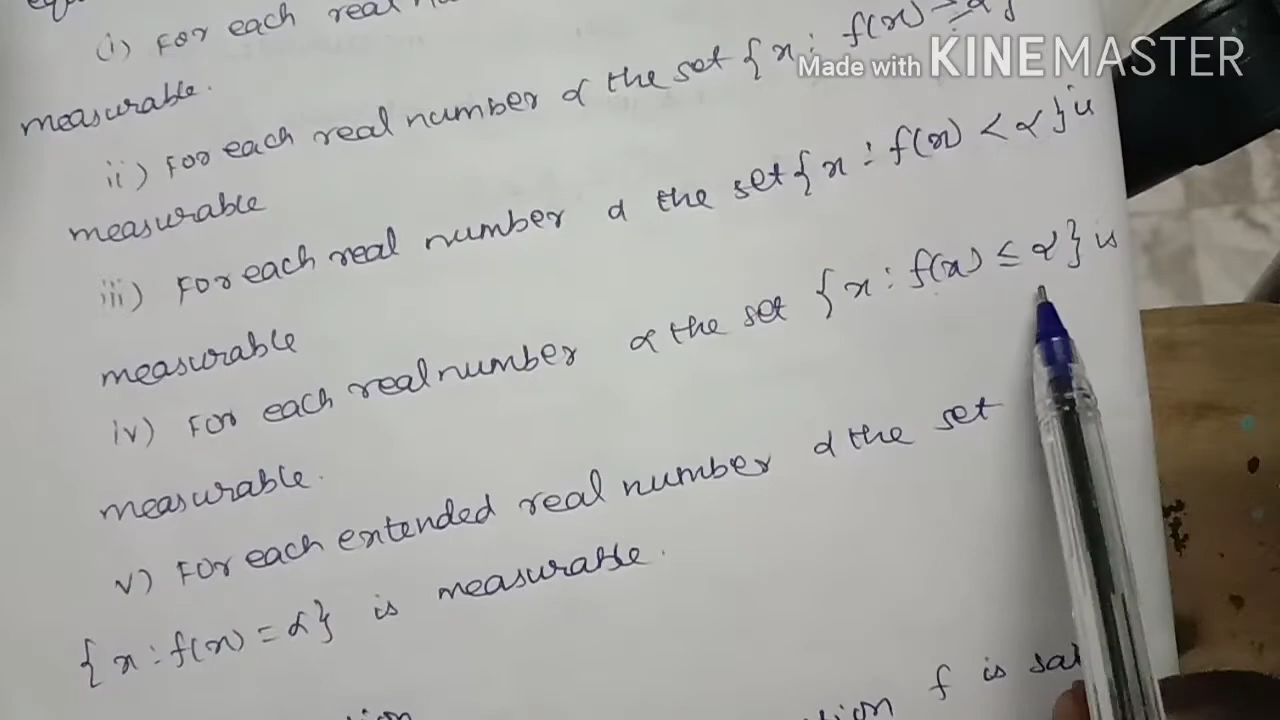 (i) For each real
measurable.
ii) For each real number α the set {x: f(x) ≥ α}
measurable
iii) For each real number α the set {x : f(x) < α} is
measurable
iv) For each real number α the set {x : f(x) ≤ α} is
measurable.
v) For each extended real number α the set
{x : f(x) = α} is measurable.
f is
Made with KINEMASTER